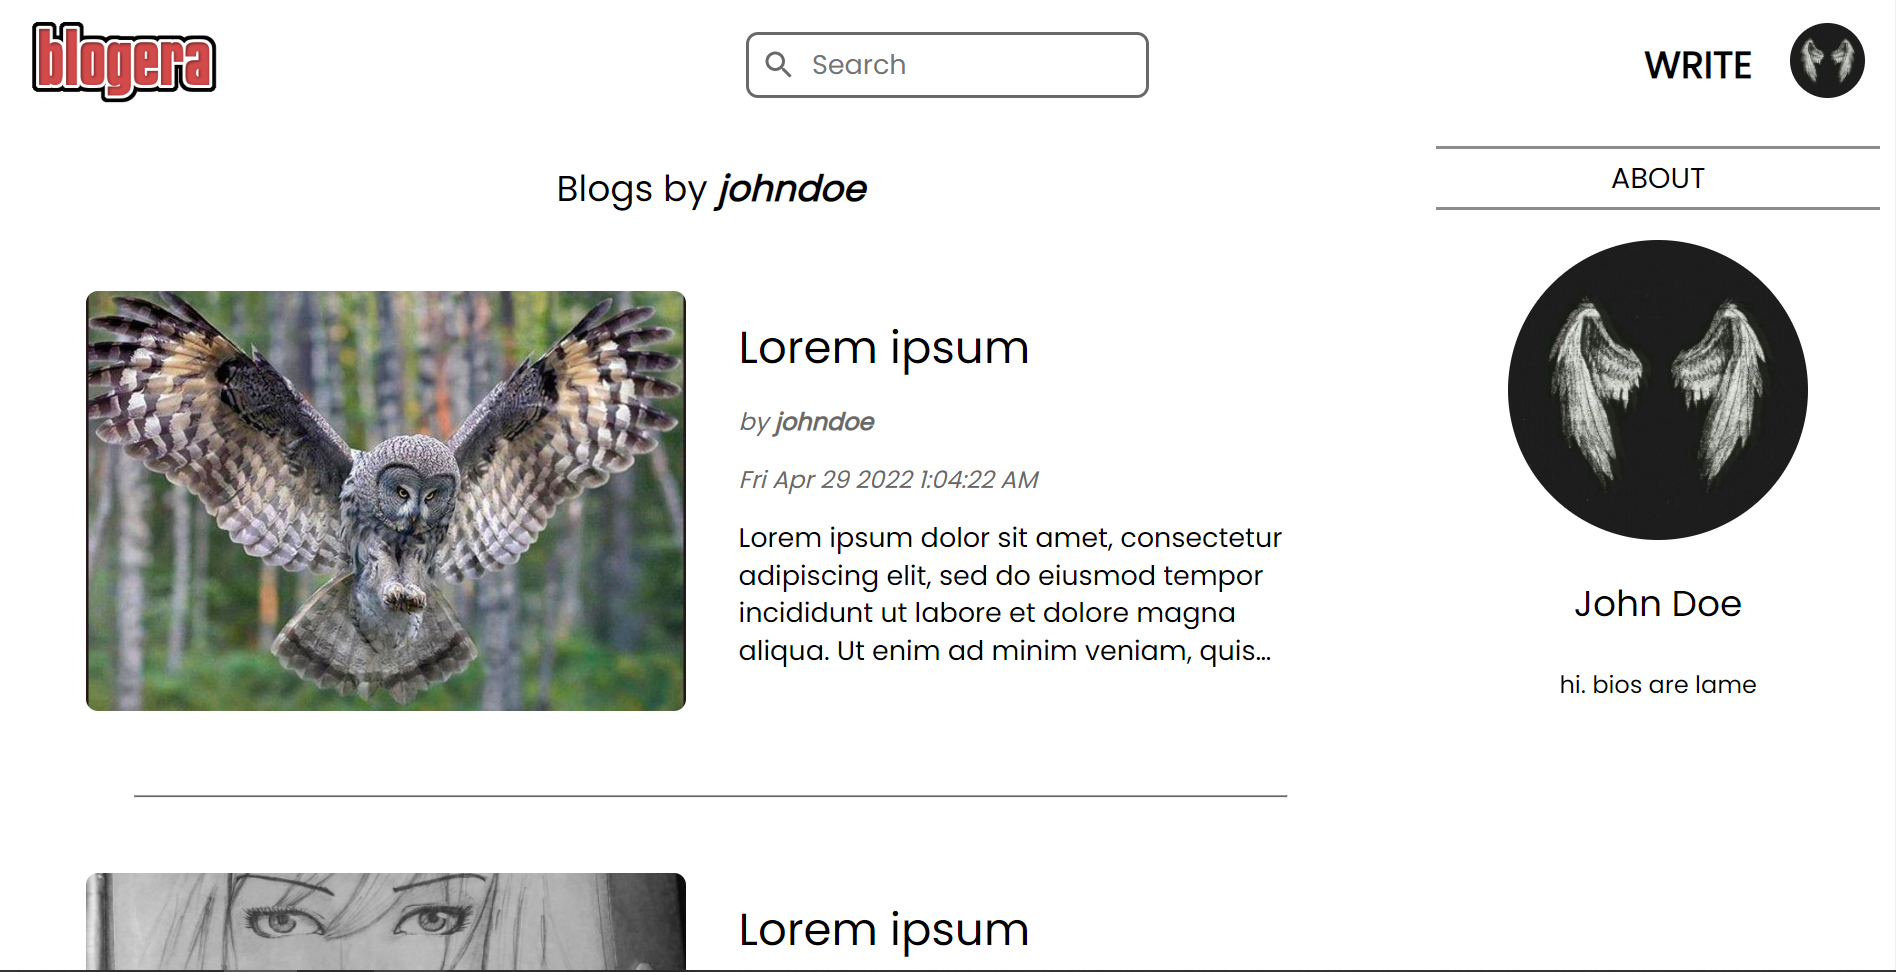 blogera
Search
WRITE
Blogs by johndoe
Lorem ipsum
by johndoe
Fri Apr 29 2022 1:04:22 AM
Lorem ipsum dolor sit amet, consectetur
adipiscing elit, sed do eiusmod tempor
incididunt ut labore et dolore magna
aliqua. Ut enim ad minim veniam, quis...
Lorem ipsum
ABOUT
John Doe
hi. bios are lame